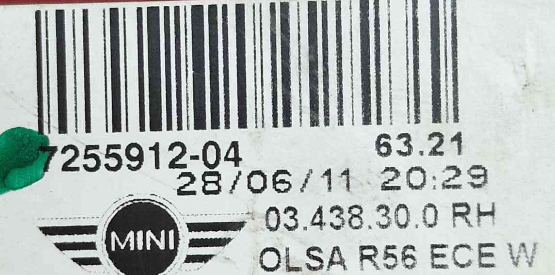 7255912-04 63.21
28/06/11 20:29
03.438.30.0 RH
MINI OLSA R56 ECE W